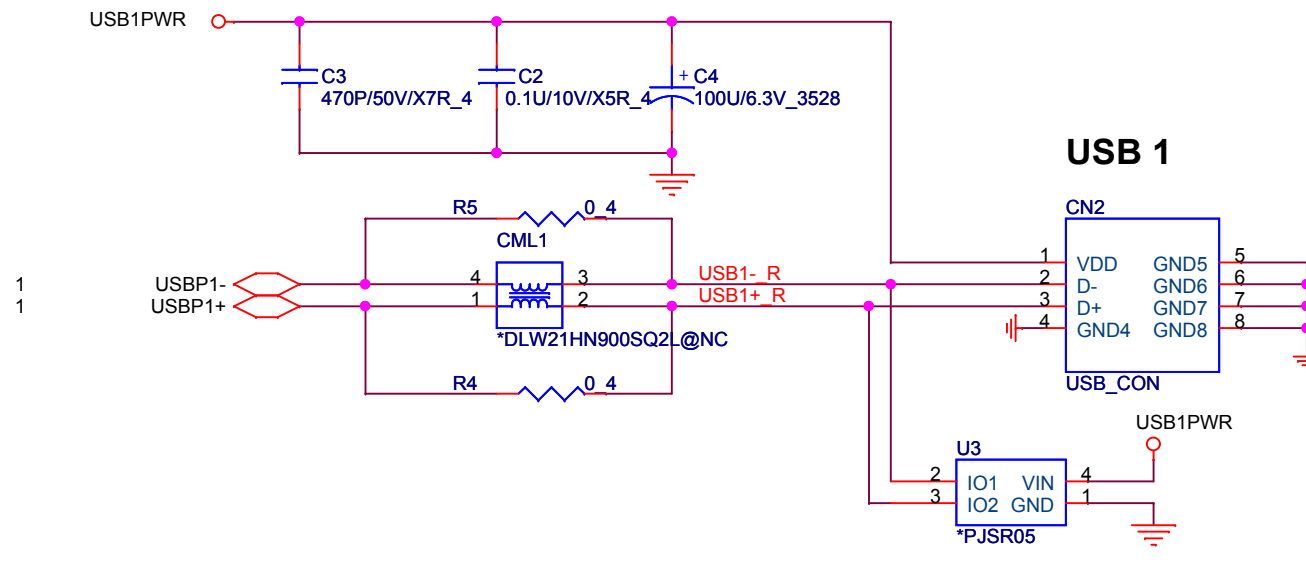 USB1PWR
C3
470P/50V/X7R_4
C2
0.1U/10V/X5R_4
+ C4
100U/6.3V_3528
USB 1
R5
0_4
CML1
CN2
1
USBP1-
4
3
USB1-_R
1
USBP1+
1
2
USB1+_R
*DLW21HN900SQ2L@NC
1
VDD
GND5
5
2
D-
GND6
6
3
D+
GND7
7
4
GND4
GND8
8
USB_CON
R4
0_4
USB1PWR
U3
2
IO1
VIN
4
3
IO2
GND
1
*PJSR05